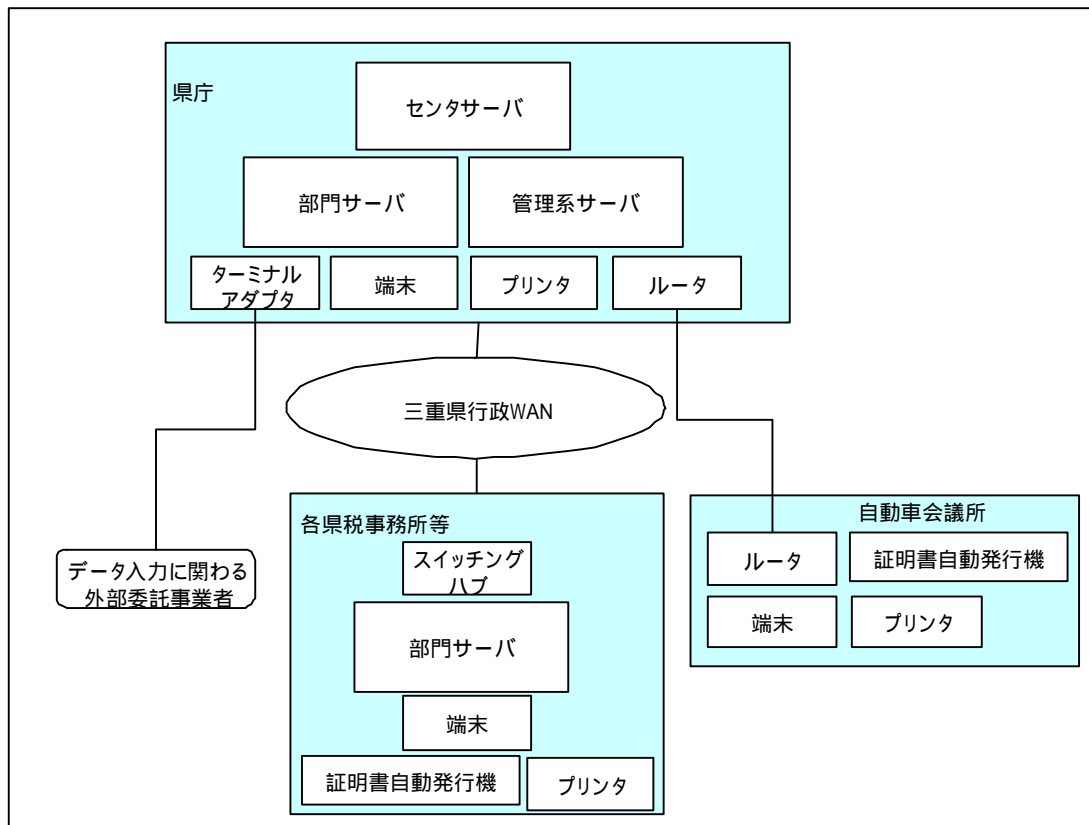 県庁
センタサーバ
部門サーバ
管理系サーバ
ターミナル
アダプタ
端末
プリンタ
ルータ
三重県行政WAN
データ入力に関わる
外部委託事業者
各県税事務所等
スイッチング
ハブ
部門サーバ
端末
証明書自動発行機
プリンタ
自動車会議所
ルータ
証明書自動発行機
端末
プリンタ